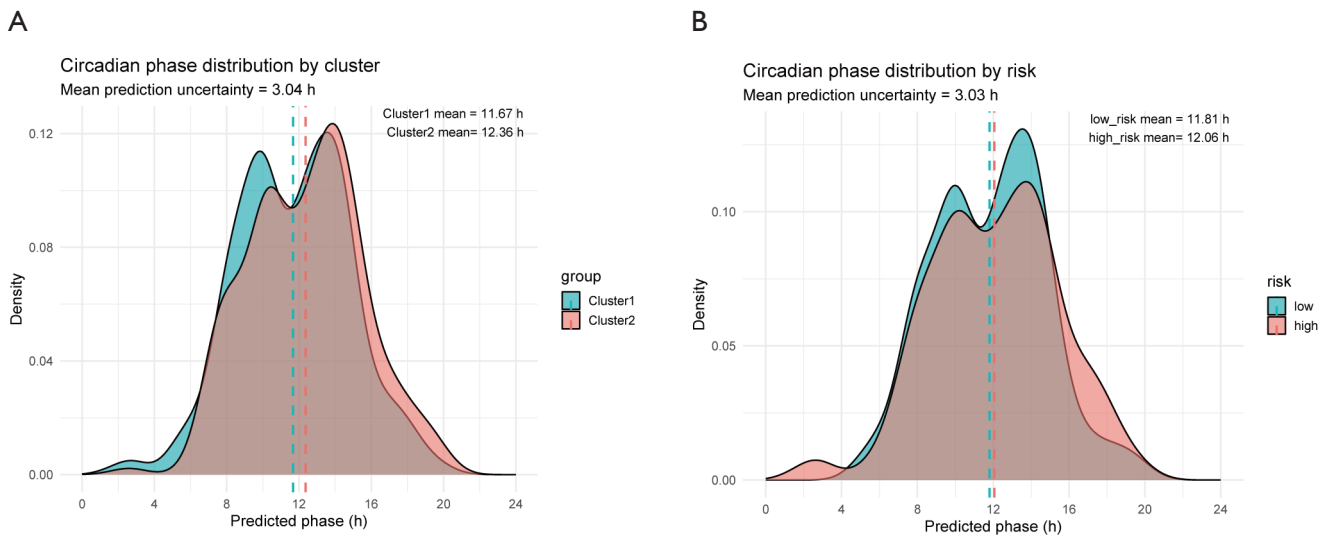 A
Circadian phase distribution by cluster
Mean prediction uncertainty = 3.04 h
Cluster1 mean = 11.67 h
Cluster2 mean= 12.36 h
0.12
0.08
0.04
0.00
Density
0 4 8 12 16 20 24
Predicted phase (h)
group
Cluster1
Cluster2
B
Circadian phase distribution by risk
Mean prediction uncertainty = 3.03 h
low_risk mean = 11.81 h
high_risk mean= 12.06 h
0.10
0.05
0.00
Density
0 4 8 12 16 20 24
Predicted phase (h)
risk
low
high